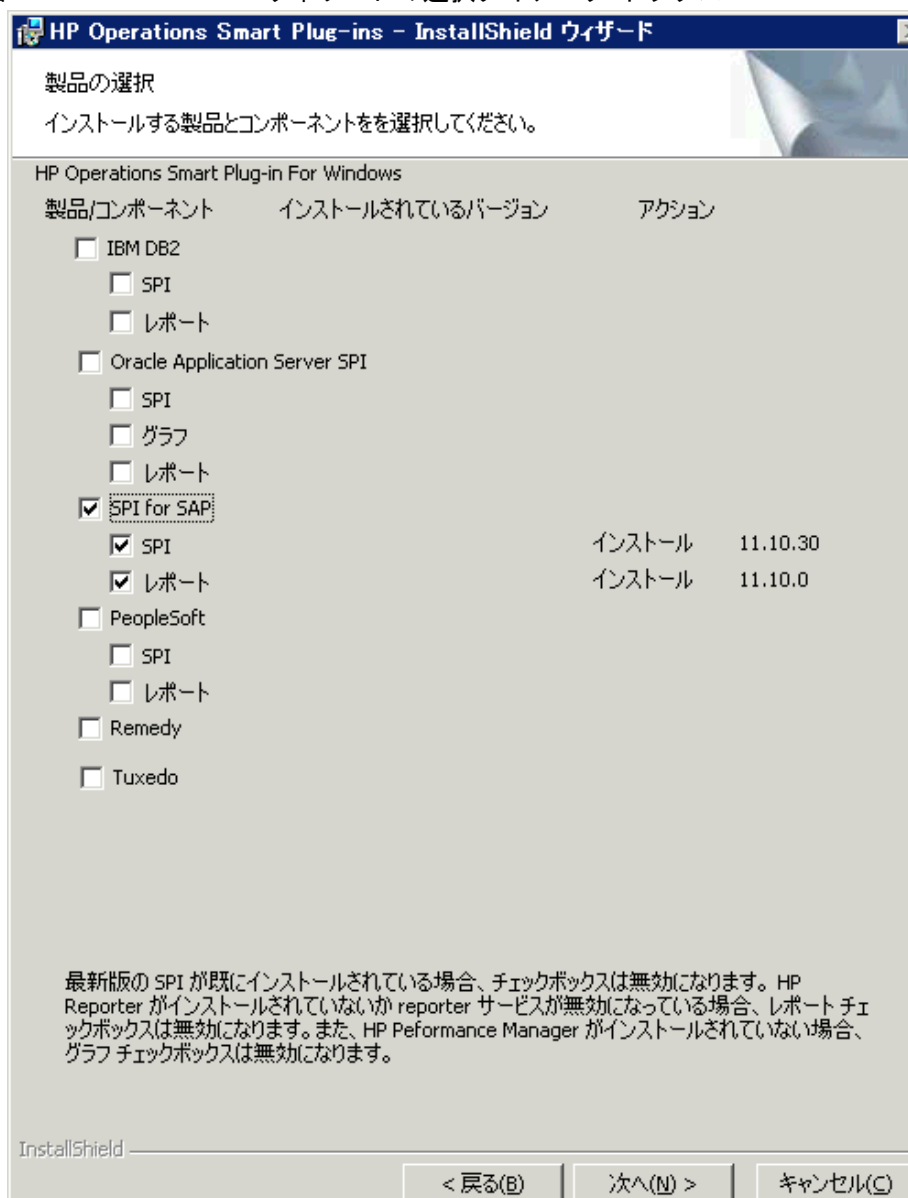 HP Operations Smart Plug-ins - InstallShield ウィザード
製品の選択
インストールする製品とコンポーネントをを選択してください。
HP Operations Smart Plug-in For Windows
製品/コンポーネント インストールされているバージョン アクション
IBM DB2
SPI
レポート
Oracle Application Server SPI
SPI
グラフ
レポート
SPI for SAP
SPI インストール 11.10.30
レポート インストール 11.10.0
PeopleSoft
SPI
レポート
Remedy
Tuxedo
最新版の SPI が既にインストールされている場合、チェックボックスは無効になります。HP
Reporter がインストールされていないか reporter サービスが無効になっている場合、レポート チェ
ックボックスは無効になります。また、HP Peformance Manager がインストールされていない場合、
グラフ チェックボックスは無効になります。
InstallShield
< 戻る(B) 次へ(N) > キャンセル(C)